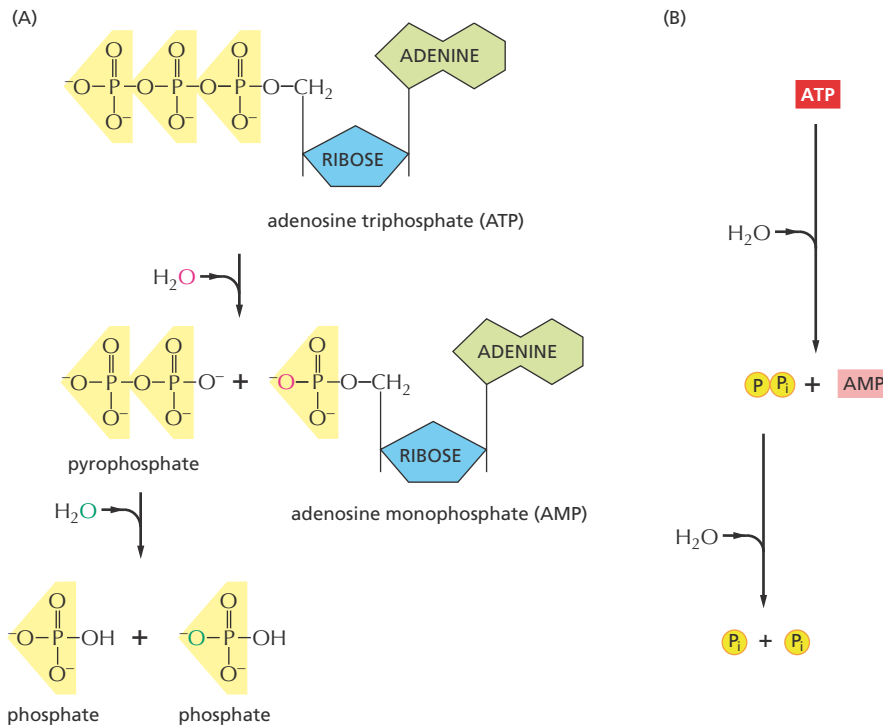 (A)
O O O
⁻O–P–O–P–O–P–O–CH₂
O⁻ O⁻ O⁻
ADENINE
RIBOSE
adenosine triphosphate (ATP)
H₂O
O O
⁻O–P–O–P–O⁻
O⁻ O⁻
pyrophosphate
+
O
⁻O–P–O–CH₂
O⁻
ADENINE
RIBOSE
adenosine monophosphate (AMP)
H₂O
O
⁻O–P–OH
O⁻
phosphate
+
O
⁻O–P–OH
O⁻
phosphate
(B)
ATP
H₂O
P Pᵢ + AMP
H₂O
Pᵢ + Pᵢ